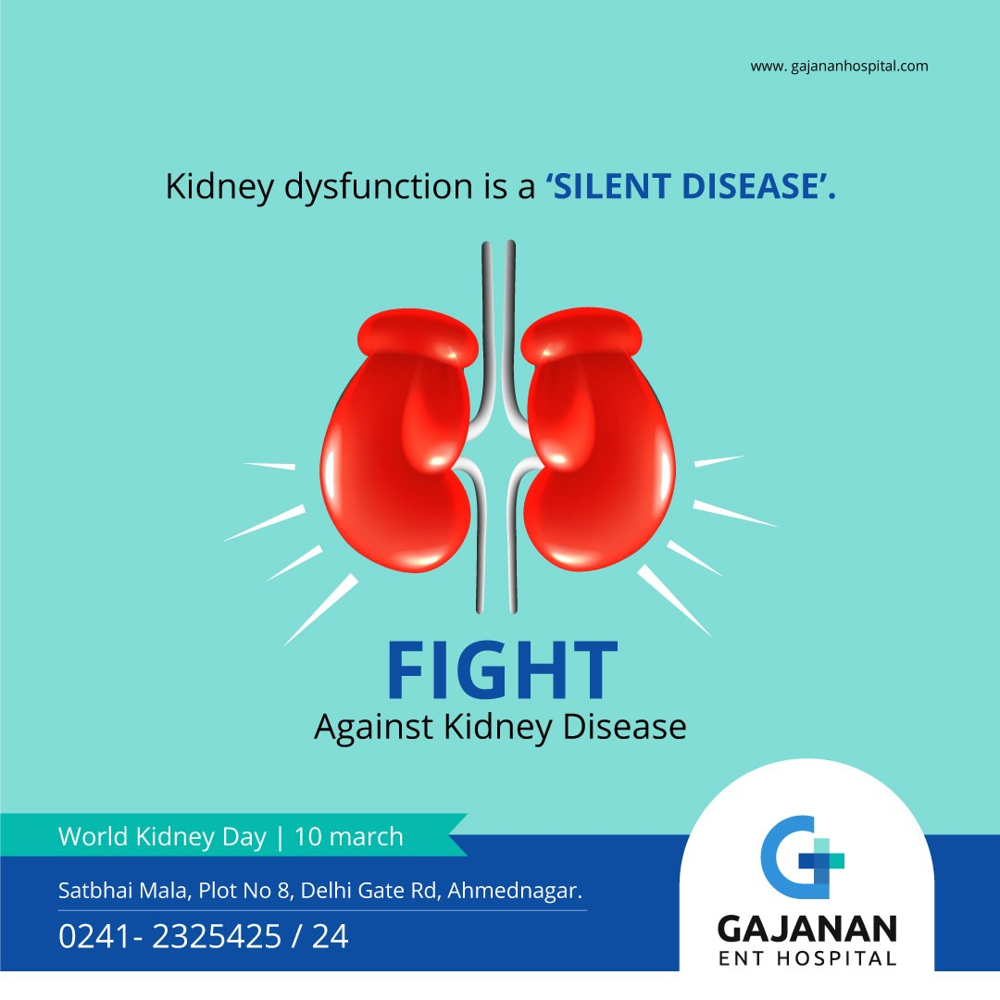 www. gajananhospital.com
Kidney dysfunction is a ‘SILENT DISEASE’.
FIGHT
Against Kidney Disease
World Kidney Day | 10 march
Satbhai Mala, Plot No 8, Delhi Gate Rd, Ahmednagar.
0241- 2325425 / 24
GAJANAN
ENT HOSPITAL